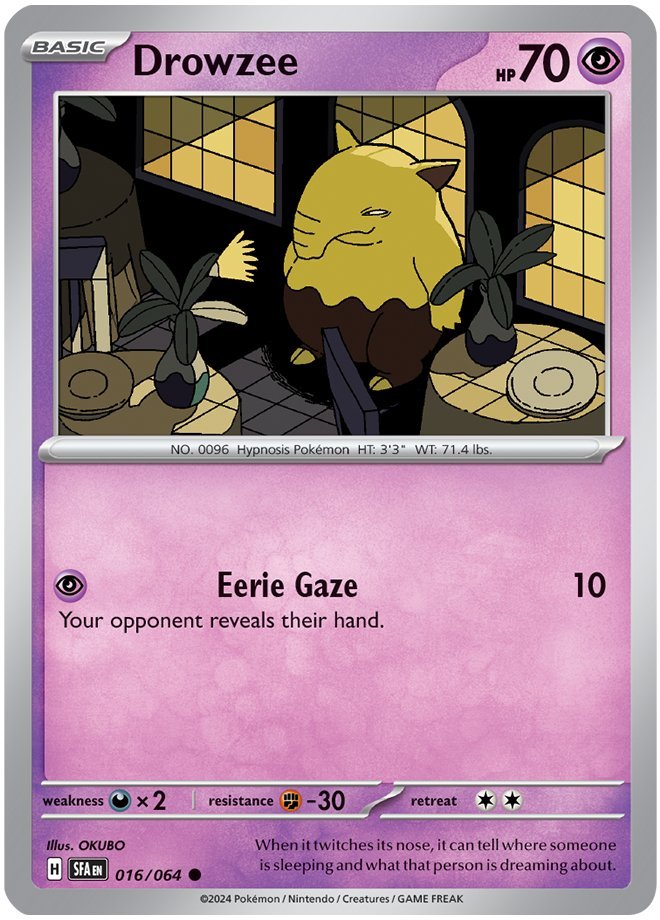 BASIC Drowzee HP 70
NO. 0096 Hypnosis Pokémon HT: 3'3" WT: 71.4 lbs.
Eerie Gaze 10
Your opponent reveals their hand.
weakness ×2 resistance -30 retreat
Illus. OKUBO
When it twitches its nose, it can tell where someone
is sleeping and what that person is dreaming about.
H SFA EN 016/064
©2024 Pokémon / Nintendo / Creatures / GAME FREAK